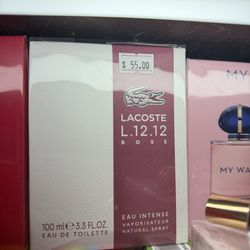 $ 55.00
LACOSTE
L.12.12
ROSE
EAU INTENSE
VAPORISATEUR
NATURAL SPRAY
100 ml ℮ 3.3 FL.OZ.
EAU DE TOILETTE
MY
MY WA